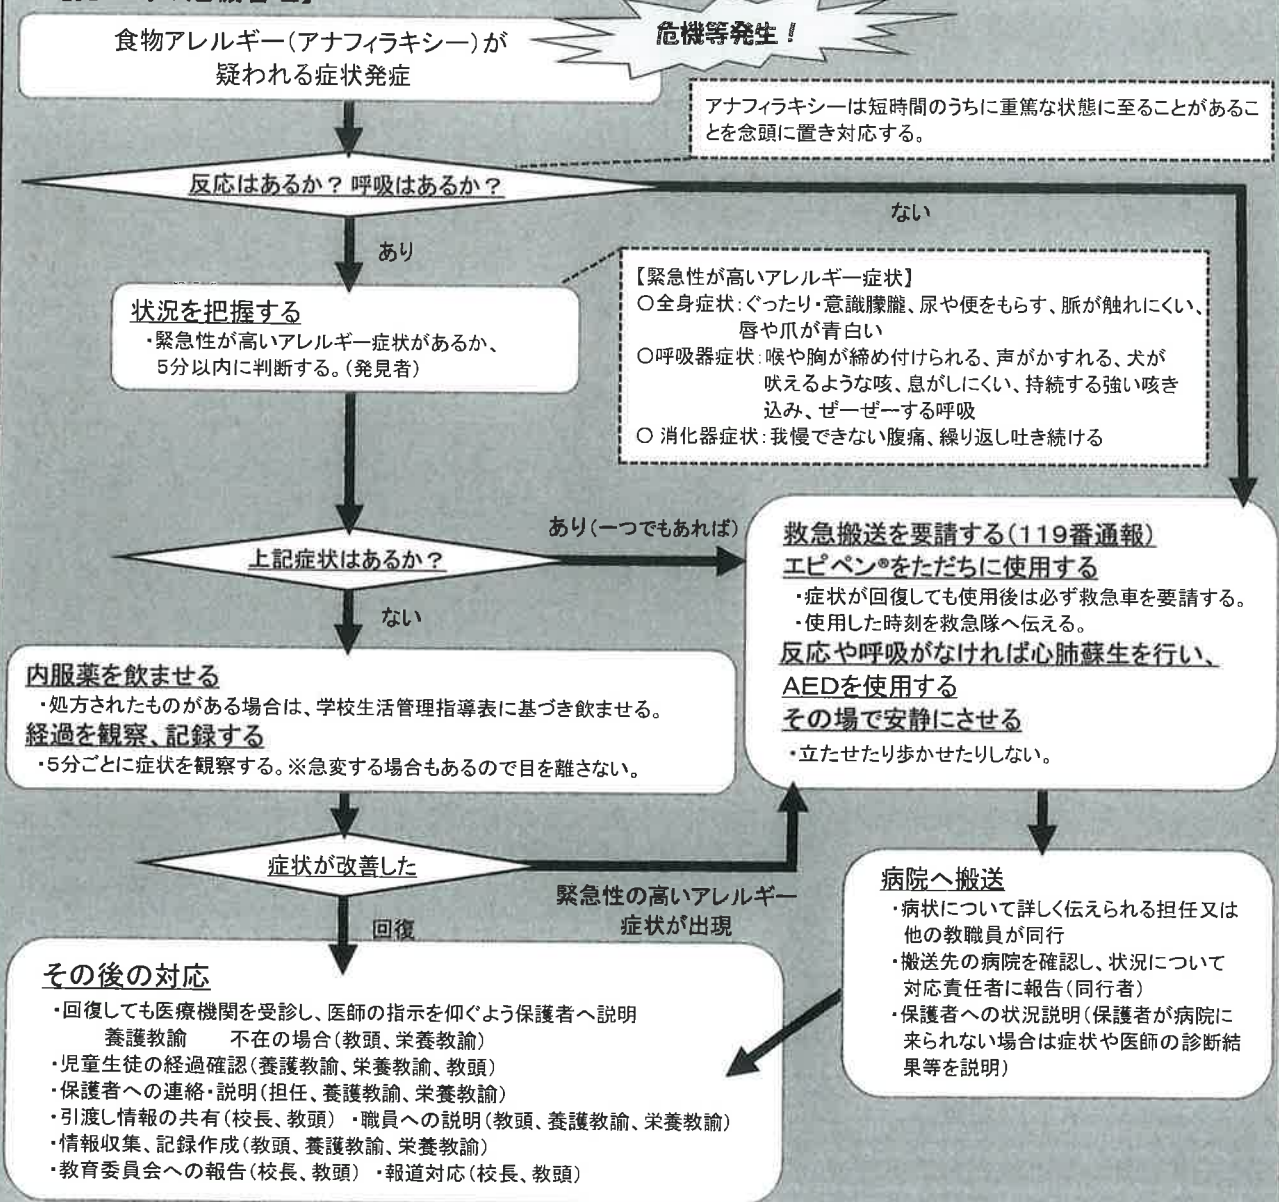 危機等発生！
食物アレルギー(アナフィラキシー)が
疑われる症状発症
アナフィラキシーは短時間のうちに重篤な状態に至ることがあるこ
とを念頭に置き対応する。
反応はあるか？呼吸はあるか？
ない
あり
状況を把握する
・緊急性が高いアレルギー症状があるか、
5分以内に判断する。(発見者)
【緊急性が高いアレルギー症状】
○全身症状：ぐったり・意識朦朧、尿や便をもらす、脈が触れにくい、
唇や爪が青白い
○呼吸器症状：喉や胸が締め付けられる、声がかすれる、犬が
吠えるような咳、息がしにくい、持続する強い咳き
込み、ぜーぜーする呼吸
○ 消化器症状：我慢できない腹痛、繰り返し吐き続ける
上記症状はあるか？
あり(一つでもあれば)
ない
救急搬送を要請する(119番通報)
エピペン®をただちに使用する
・症状が回復しても使用後は必ず救急車を要請する。
・使用した時刻を救急隊へ伝える。
反応や呼吸がなければ心肺蘇生を行い、
AEDを使用する
その場で安静にさせる
・立たせたり歩かせたりしない。
内服薬を飲ませる
・処方されたものがある場合は、学校生活管理指導表に基づき飲ませる。
経過を観察、記録する
・5分ごとに症状を観察する。※急変する場合もあるので目を離さない。
症状が改善した
緊急性の高いアレルギー
症状が出現
回復
病院へ搬送
・病状について詳しく伝えられる担任又は
他の教職員が同行
・搬送先の病院を確認し、状況について
対応責任者に報告(同行者)
・保護者への状況説明(保護者が病院に
来られない場合は症状や医師の診断結
果等を説明)
その後の対応
・回復しても医療機関を受診し、医師の指示を仰ぐよう保護者へ説明
養護教諭　　不在の場合(教頭、栄養教諭)
・児童生徒の経過確認(養護教諭、栄養教諭、教頭)
・保護者への連絡・説明(担任、養護教諭、栄養教諭)
・引渡し情報の共有(校長、教頭)　・職員への説明(教頭、養護教諭、栄養教諭)
・情報収集、記録作成(教頭、養護教諭、栄養教諭)
・教育委員会への報告(校長、教頭)　・報道対応(校長、教頭)